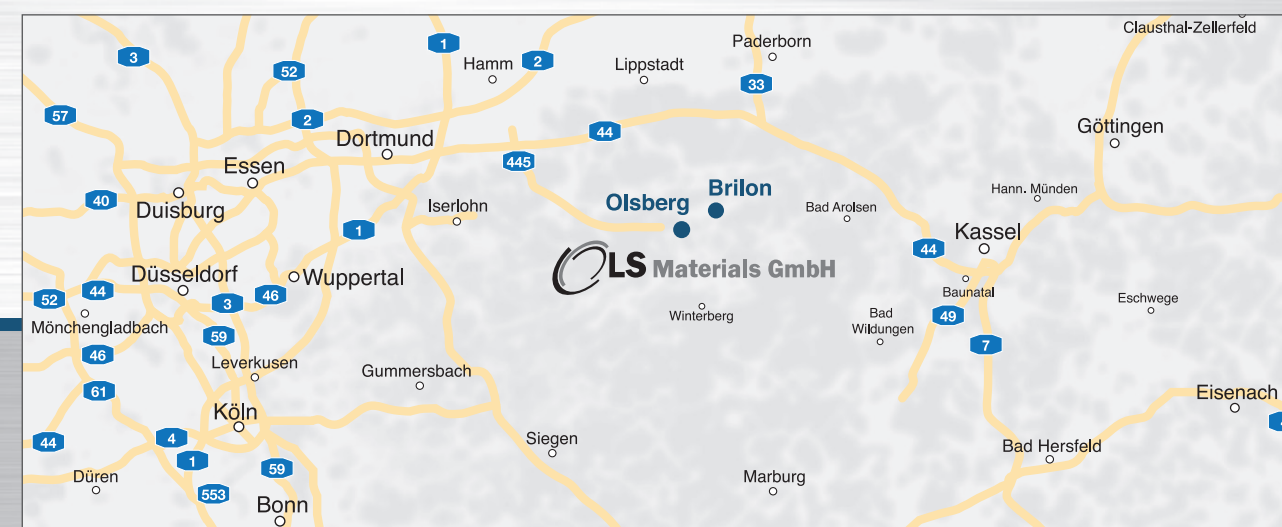 Clausthal-Zellerfeld
Paderborn
1
3
Hamm
2
Lippstadt
52
33
57
2
44
Göttingen
Dortmund
445
Essen
Brilon
Hann. Münden
40
Duisburg
Iserlohn
Olsberg
Bad Arolsen
1
Kassel
44
LS Materials GmbH
Düsseldorf
Wuppertal
52
44
3
46
Baunatal
Eschwege
Mönchengladbach
Winterberg
Bad
Wildungen
49
59
7
46
Leverkusen
Gummersbach
61
Eisenach
Köln
44
4
Siegen
Bad Hersfeld
1
59
Düren
Marburg
553
Bonn